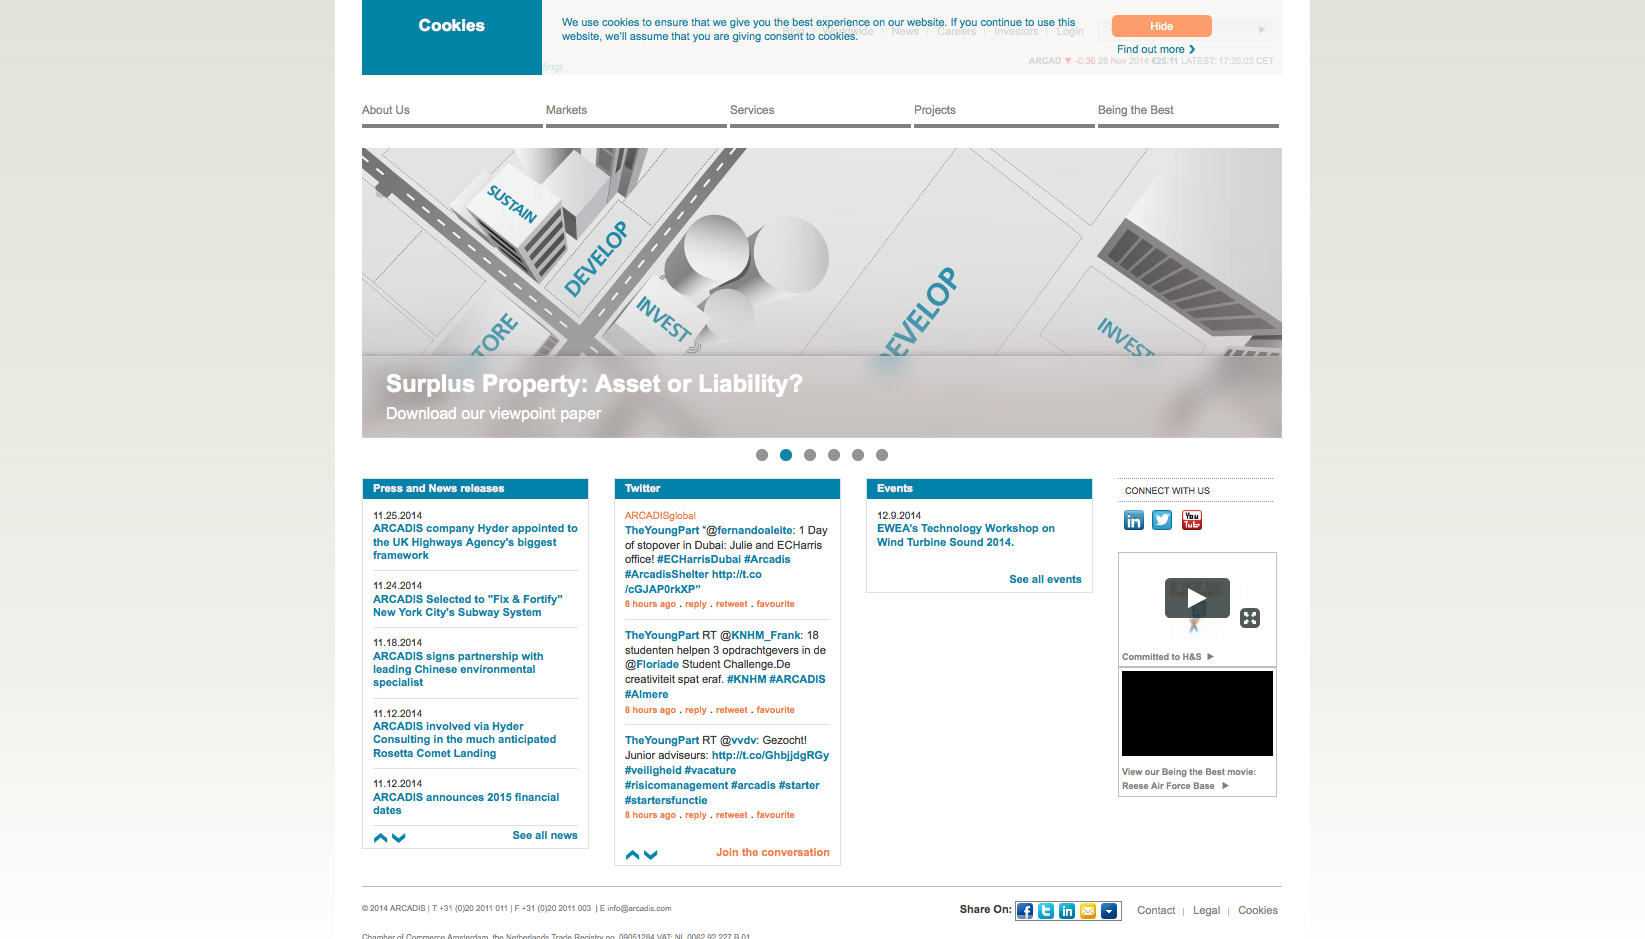 Cookies
We use cookies to ensure that we give you the best experience on our website. If you continue to use this
website, we'll assume that you are giving consent to cookies.
Hide
Find out more
Worldwide | News | Careers | Investors | Login
ARCAD ▼ -0.36 28 Nov 2014 €25.11 LATEST: 17:35:03 CET
About Us
Markets
Services
Projects
Being the Best
SUSTAIN
DEVELOP
INVEST
TORE
DEVELOP
INVEST
Surplus Property: Asset or Liability?
Download our viewpoint paper
Press and News releases
11.25.2014
ARCADIS company Hyder appointed to
the UK Highways Agency's biggest
framework
11.24.2014
ARCADIS Selected to "Fix & Fortify"
New York City's Subway System
11.18.2014
ARCADIS signs partnership with
leading Chinese environmental
specialist
11.12.2014
ARCADIS involved via Hyder
Consulting in the much anticipated
Rosetta Comet Landing
11.12.2014
ARCADIS announces 2015 financial
dates
See all news
Twitter
ARCADISglobal
TheYoungPart "@fernandoaleite: 1 Day
of stopover in Dubai: Julie and ECHarris
office! #ECHarrisDubai #Arcadis
#ArcadisShelter http://t.co
/cGJAP0rkXP"
8 hours ago . reply . retweet . favourite
TheYoungPart RT @KNHM_Frank: 18
studenten helpen 3 opdrachtgevers in de
@Floriade Student Challenge.De
creativiteit spat eraf. #KNHM #ARCADIS
#Almere
8 hours ago . reply . retweet . favourite
TheYoungPart RT @vvdv: Gezocht!
Junior adviseurs: http://t.co/GhbjjdgRGy
#veiligheid #vacature
#risicomanagement #arcadis #starter
#startersfunctie
8 hours ago . reply . retweet . favourite
Join the conversation
Events
12.9.2014
EWEA's Technology Workshop on
Wind Turbine Sound 2014.
See all events
CONNECT WITH US
in
You
Tube
Committed to H&S
View our Being the Best movie:
Reese Air Force Base
© 2014 ARCADIS | T +31 (0)20 2011 011 | F +31 (0)20 2011 003 | E info@arcadis.com
Share On:
Contact | Legal | Cookies
Chamber of Commerce Amsterdam, the Netherlands Trade Registry no. 09051284 VAT: NL 0062.92.227.B.01